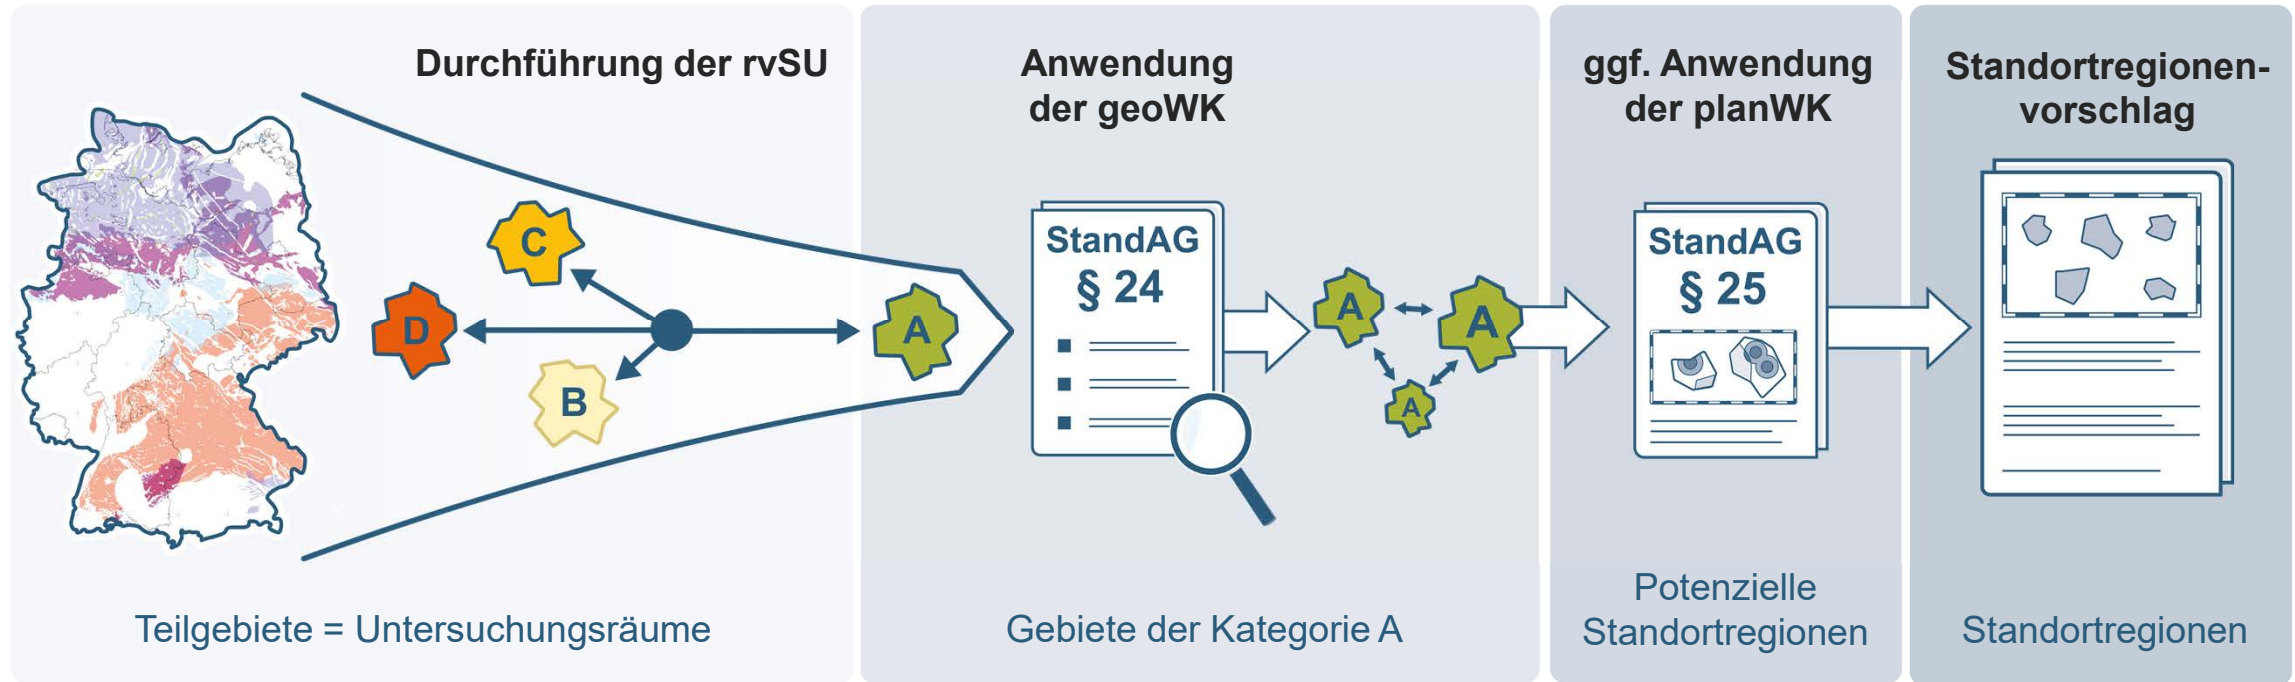 Durchführung der rvSU
D
C
B
A
Teilgebiete = Untersuchungsräume
Anwendung
der geoWK
StandAG
§ 24
A
A
A
Gebiete der Kategorie A
ggf. Anwendung
der planWK
StandAG
§ 25
Potenzielle
Standortregionen
Standortregionen-
vorschlag
Standortregionen